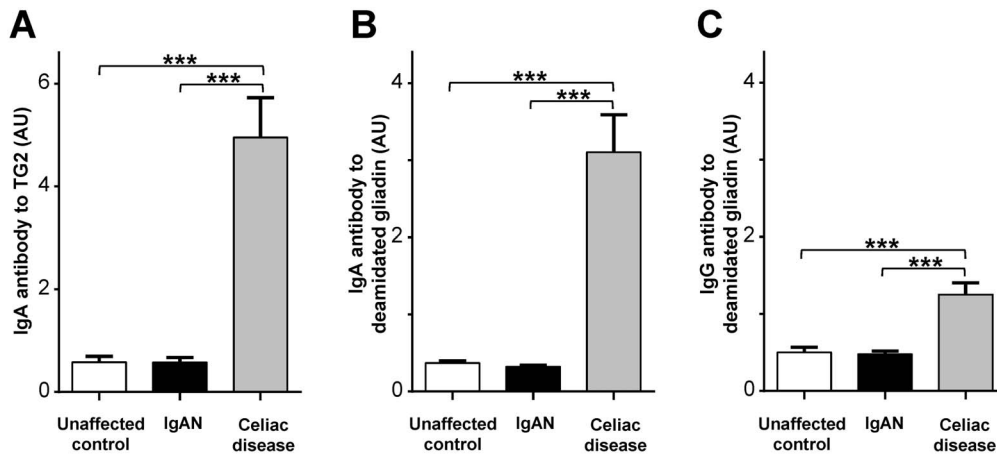 A
IgA antibody to TG2 (AU)
6
4
2
0
***
***
Unaffected
control
IgAN
Celiac
disease
B
IgA antibody to
deamidated gliadin (AU)
4
2
0
***
***
Unaffected
control
IgAN
Celiac
disease
C
IgG antibody to
deamidated gliadin (AU)
4
2
0
***
***
Unaffected
control
IgAN
Celiac
disease